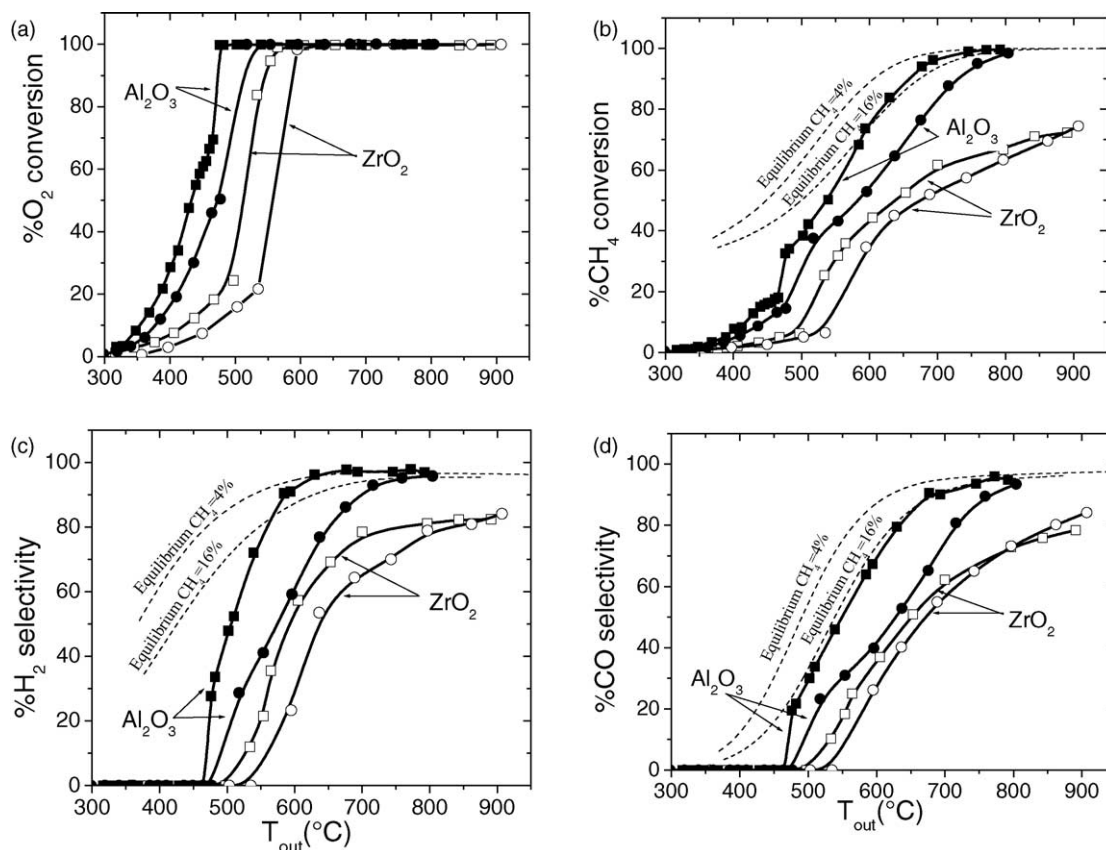 (a)
%O₂ conversion
100
80
60
40
20
0
Al₂O₃
ZrO₂
300 400 500 600 700 800 900
(b)
%CH₄ conversion
100
80
60
40
20
0
Equilibrium CH₄=4%
Equilibrium CH₄=16%
Al₂O₃
ZrO₂
300 400 500 600 700 800 900
(c)
%H₂ selectivity
100
80
60
40
20
0
Equilibrium CH₄=4%
Equilibrium CH₄=16%
Al₂O₃
ZrO₂
300 400 500 600 700 800 900
T_out(°C)
(d)
%CO selectivity
100
80
60
40
20
0
Equilibrium CH₄=4%
Equilibrium CH₄=16%
Al₂O₃
ZrO₂
300 400 500 600 700 800 900
T_out(°C)